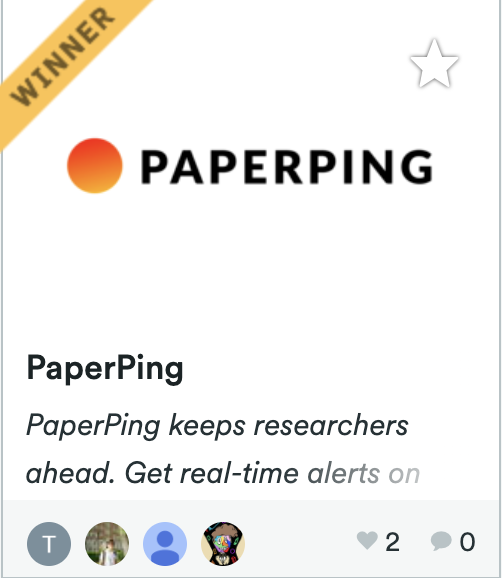 WINNER
PAPERPING
PaperPing
PaperPing keeps researchers
ahead. Get real-time alerts on
T
2
0